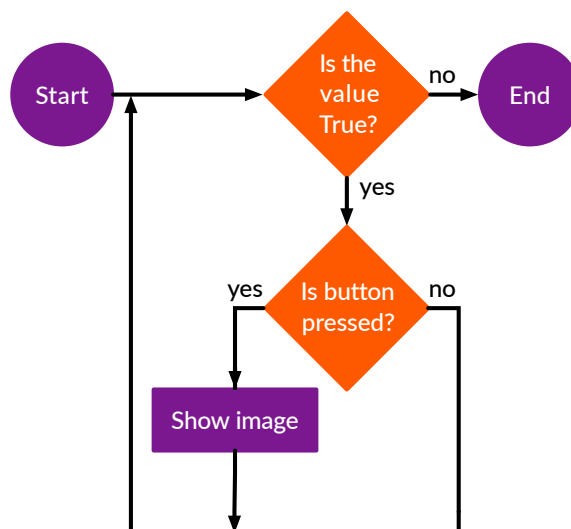 Start
Is the
value
True?
no
End
yes
Is button
pressed?
yes
no
Show image